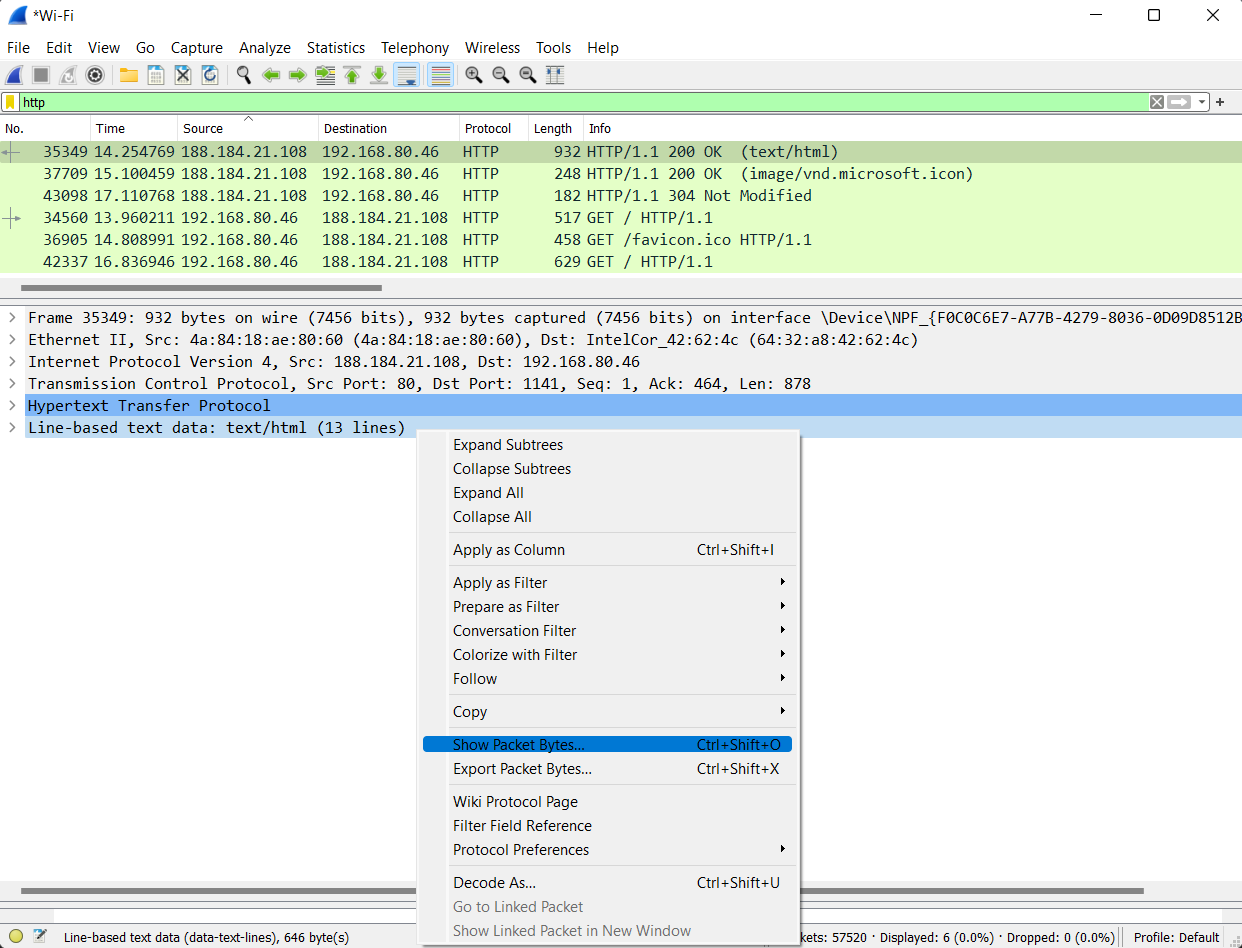 *Wi-Fi
File Edit View Go Capture Analyze Statistics Telephony Wireless Tools Help
http
No. Time Source Destination Protocol Length Info
35349 14.254769 188.184.21.108 192.168.80.46 HTTP 932 HTTP/1.1 200 OK (text/html)
37709 15.100459 188.184.21.108 192.168.80.46 HTTP 248 HTTP/1.1 200 OK (image/vnd.microsoft.icon)
43098 17.110768 188.184.21.108 192.168.80.46 HTTP 182 HTTP/1.1 304 Not Modified
34560 13.960211 192.168.80.46 188.184.21.108 HTTP 517 GET / HTTP/1.1
36905 14.808991 192.168.80.46 188.184.21.108 HTTP 458 GET /favicon.ico HTTP/1.1
42337 16.836946 192.168.80.46 188.184.21.108 HTTP 629 GET / HTTP/1.1
Frame 35349: 932 bytes on wire (7456 bits), 932 bytes captured (7456 bits) on interface \Device\NPF_{F0C0C6E7-A77B-4279-8036-0D09D8512B
Ethernet II, Src: 4a:84:18:ae:80:60 (4a:84:18:ae:80:60), Dst: IntelCor_42:62:4c (64:32:a8:42:62:4c)
Internet Protocol Version 4, Src: 188.184.21.108, Dst: 192.168.80.46
Transmission Control Protocol, Src Port: 80, Dst Port: 1141, Seq: 1, Ack: 464, Len: 878
Hypertext Transfer Protocol
Line-based text data: text/html (13 lines)
Expand Subtrees
Collapse Subtrees
Expand All
Collapse All
Apply as Column Ctrl+Shift+I
Apply as Filter
Prepare as Filter
Conversation Filter
Colorize with Filter
Follow
Copy
Show Packet Bytes... Ctrl+Shift+O
Export Packet Bytes... Ctrl+Shift+X
Wiki Protocol Page
Filter Field Reference
Protocol Preferences
Decode As... Ctrl+Shift+U
Go to Linked Packet
Show Linked Packet in New Window
Line-based text data (data-text-lines), 646 byte(s) kets: 57520 · Displayed: 6 (0.0%) · Dropped: 0 (0.0%) Profile: Default